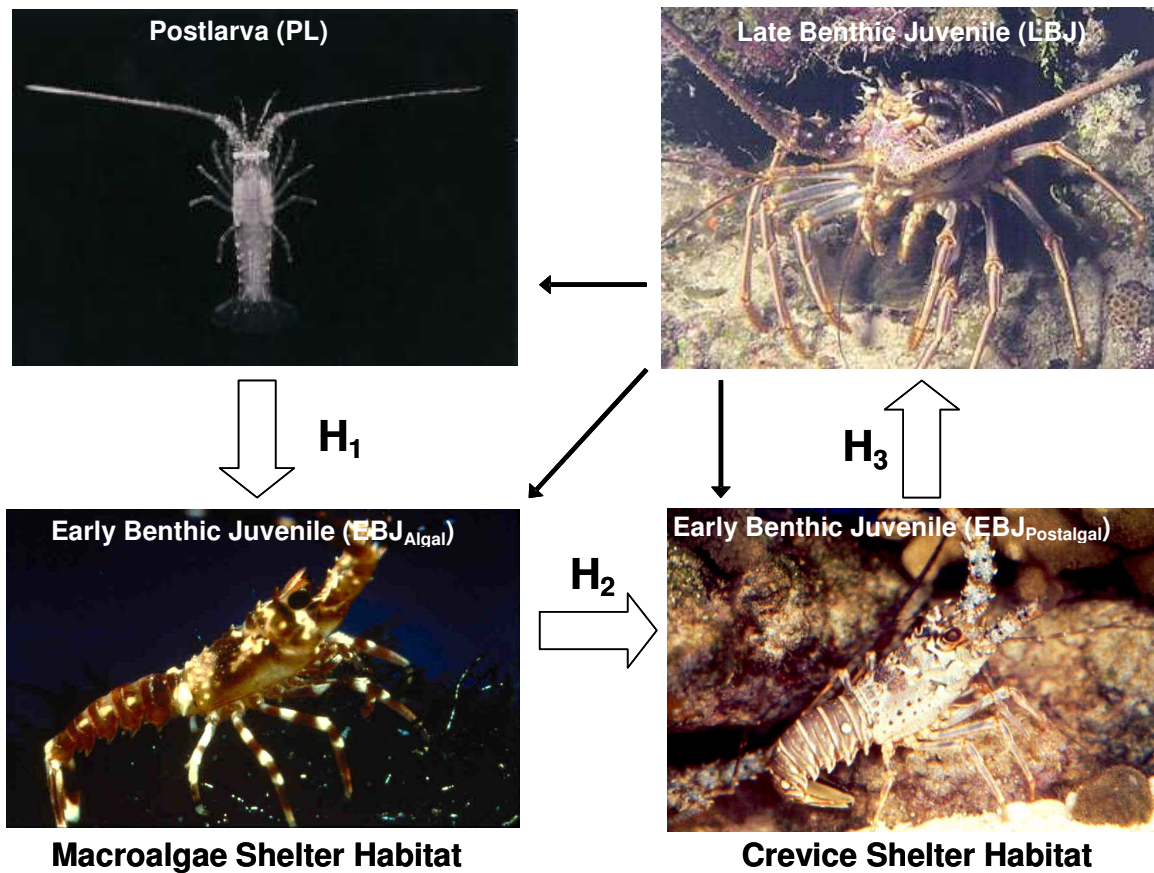 Postlarva (PL)
Late Benthic Juvenile (LBJ)
H₁
H₃
Early Benthic Juvenile (EBJAlgal)
Early Benthic Juvenile (EBJPostalgal)
H₂
Macroalgae Shelter Habitat
Crevice Shelter Habitat